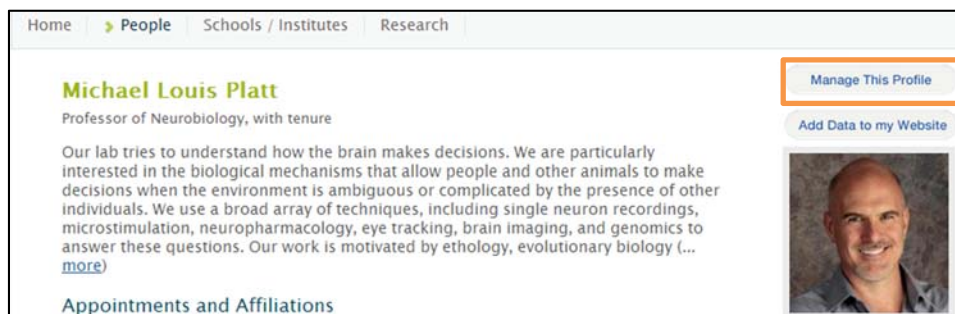 Home People Schools / Institutes Research
Manage This Profile
Michael Louis Platt
Professor of Neurobiology, with tenure
Add Data to my Website
Our lab tries to understand how the brain makes decisions. We are particularly
interested in the biological mechanisms that allow people and other animals to make
decisions when the environment is ambiguous or complicated by the presence of other
individuals. We use a broad array of techniques, including single neuron recordings,
microstimulation, neuropharmacology, eye tracking, brain imaging, and genomics to
answer these questions. Our work is motivated by ethology, evolutionary biology (...
more)
Appointments and Affiliations